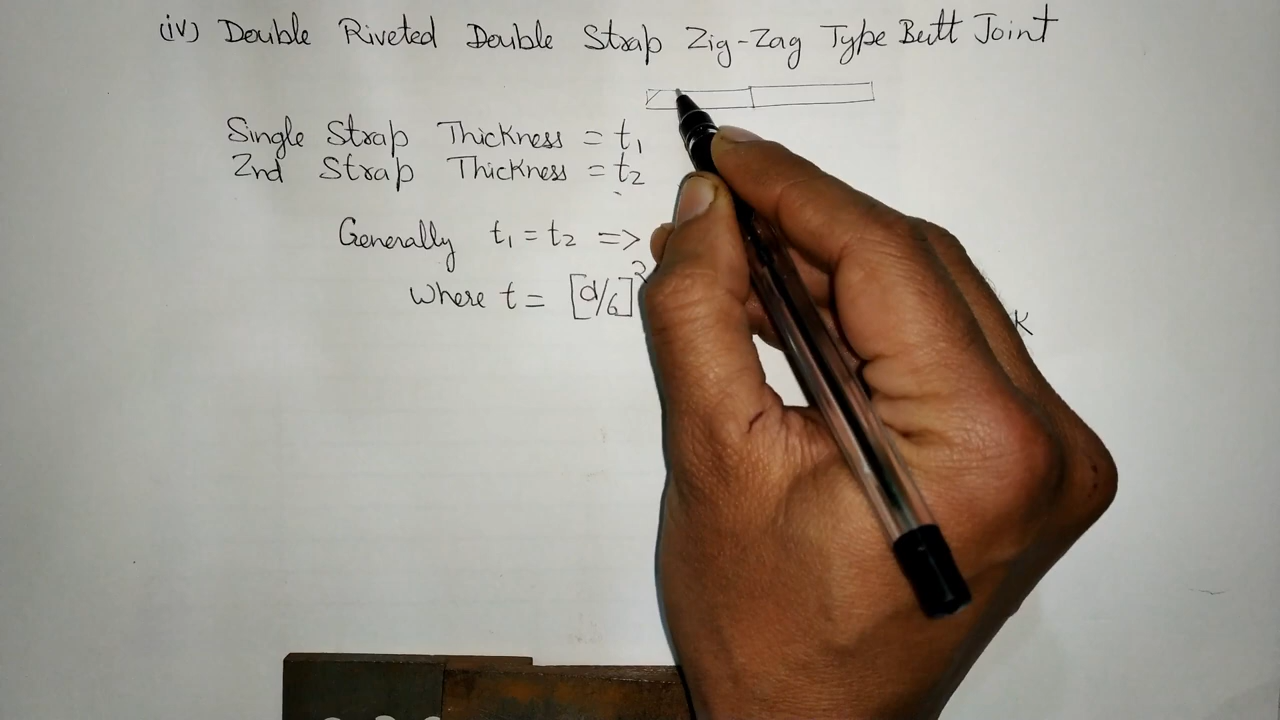 (iv) Double Riveted Double Strap Zig-Zag Type Butt Joint
Single Strap Thickness = t₁
2nd Strap Thickness = t₂
Generally t₁ = t₂ =>
Where t = [d/6]²
K